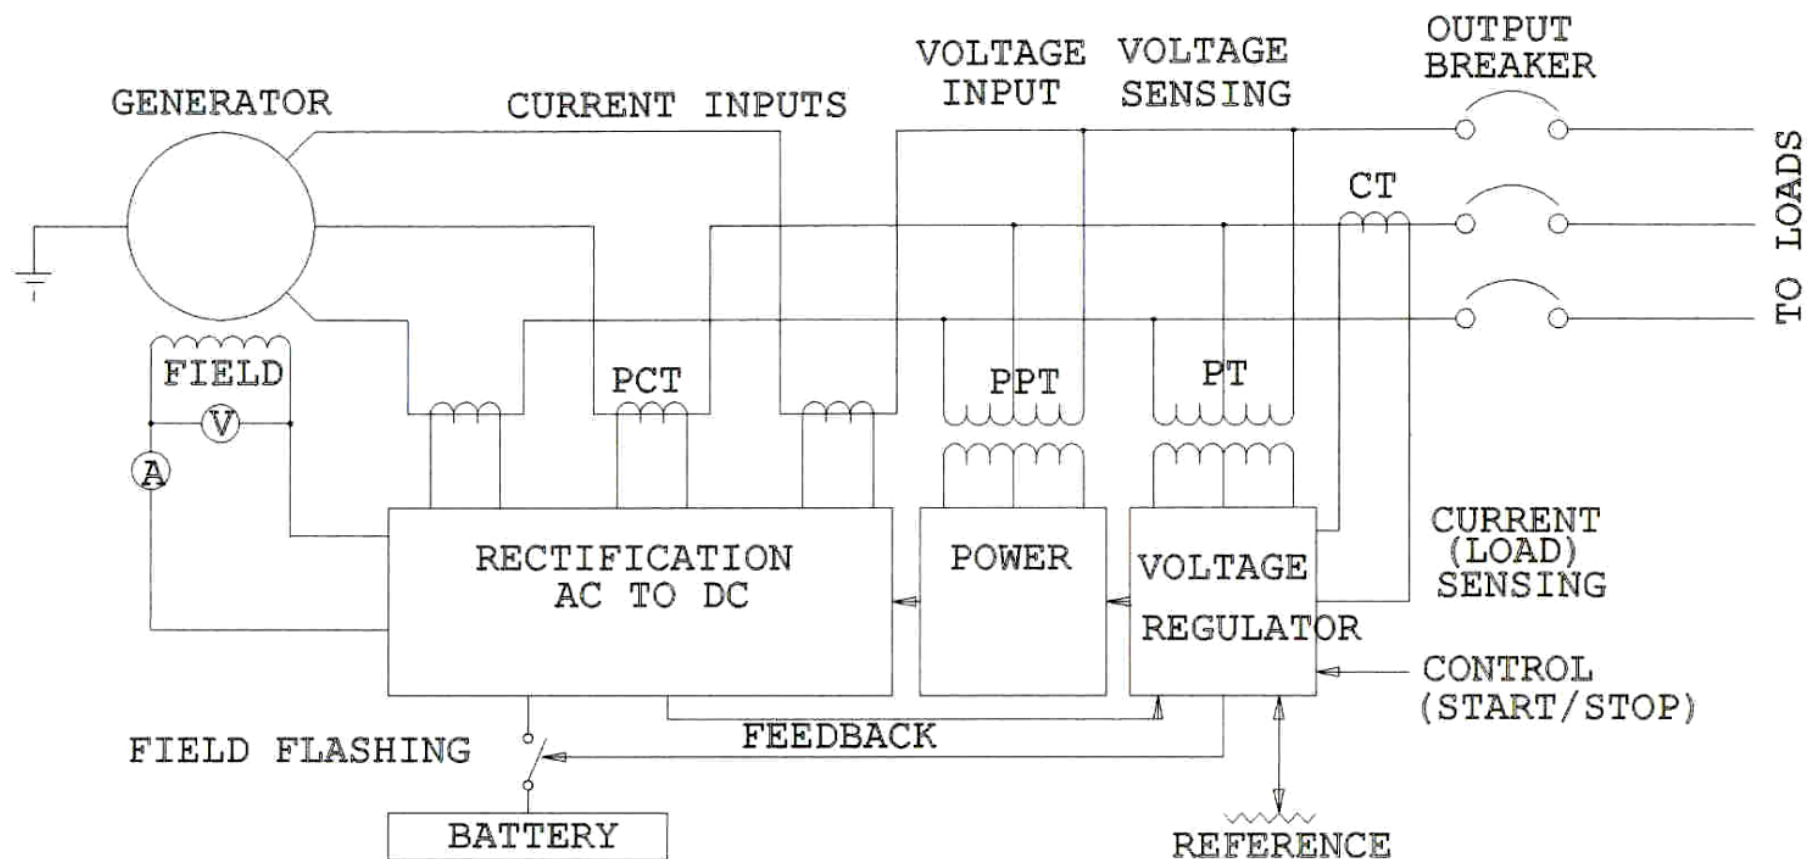 OUTPUT
BREAKER
VOLTAGE
INPUT
VOLTAGE
SENSING
GENERATOR
CURRENT INPUTS
CT
TO LOADS
FIELD
V
A
PCT
PPT
PT
RECTIFICATION
AC TO DC
POWER
VOLTAGE
REGULATOR
CURRENT
(LOAD)
SENSING
CONTROL
(START/STOP)
FEEDBACK
FIELD FLASHING
BATTERY
REFERENCE